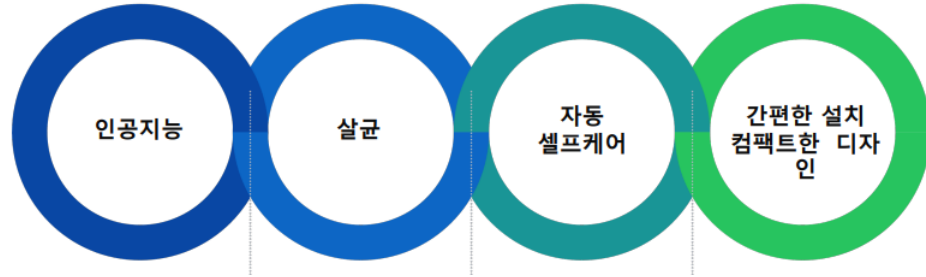 인공지능
살균
자동
셀프케어
간편한 설치
컴팩트한 디자
인